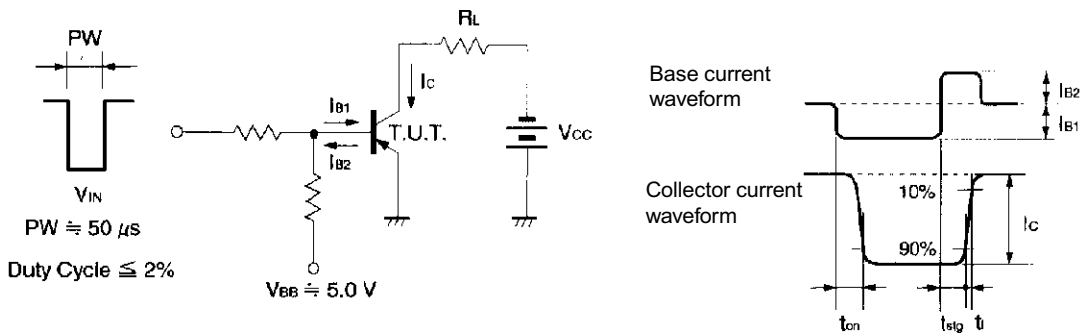 PW
VIN
PW ≒ 50 μs
Duty Cycle ≦ 2%
RL
IC
IB1
IB2
T.U.T.
VCC
VBB ≒ 5.0 V
Base current
waveform
IB2
IB1
Collector current
waveform
10%
90%
IC
ton
tstg
tf